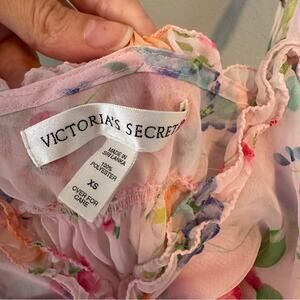 VICTORIA'S SECRET
MADE IN
SRI LANKA
100%
POLYESTER
XS
OVER FOR
CARE